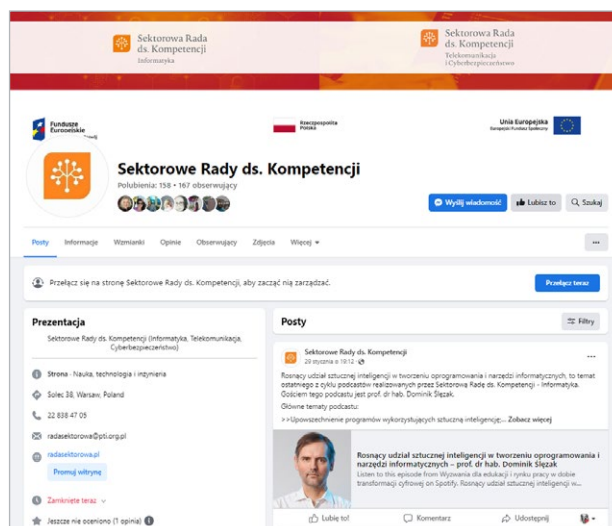 Sektorowa Rada
ds. Kompetencji
Informatyka
Sektorowa Rada
ds. Kompetencji
Telekomunikacja
i Cyberbezpieczeństwo
Fundusze
Europejskie
Rzeczpospolita
Polska
Unia Europejska
Europejski Fundusz Społeczny
Sektorowe Rady ds. Kompetencji
Polubienia: 158 • 167 obserwujący
Wyślij wiadomość
Lubisz to
Szukaj
Posty Informacje Wzmianki Opinie Obserwujący Zdjęcia Więcej
Przełącz się na stronę Sektorowe Rady ds. Kompetencji, aby zacząć nią zarządzać.
Przełącz teraz
Prezentacja
Sektorowe Rady ds. Kompetencji (Informatyka, Telekomunikacja,
Cyberbezpieczeństwo)
Strona · Nauka, technologia i inżynieria
Solec 38, Warsaw, Poland
22 838 47 05
radasektorowa@pti.org.pl
radasektorowa.pl
Promuj witrynę
Zamknięte teraz
Jeszcze nie oceniono (1 opinia)
Posty
Filtry
Sektorowe Rady ds. Kompetencji
29 stycznia o 19:12
Rosnący udział sztucznej inteligencji w tworzeniu oprogramowania i narzędzi informatycznych, to temat
ostatniego z cyklu podcastów realizowanych przez Sektorową Radę ds. Kompetencji - Informatyka.
Gościem tego podcastu jest prof. dr hab. Dominik Ślęzak.
Główne tematy podcastu:
>>Upowszechnienie programów wykorzystujących sztuczną inteligencję;... Zobacz więcej
Rosnący udział sztucznej inteligencji w tworzeniu oprogramowania i
narzędzi informatycznych – prof. dr hab. Dominik Ślęzak
Listen to this episode from Wyzwania dla edukacji i rynku pracy w dobie
transformacji cyfrowej on Spotify. Rosnący udział sztucznej inteligencji w...
Lubię to!
Komentarz
Udostępnij